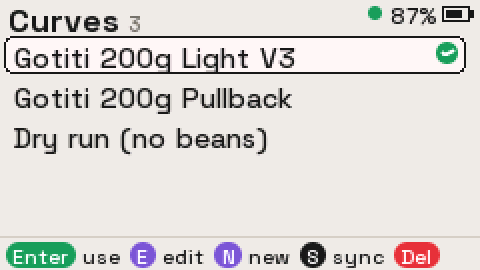 Curves 3 87%
Gotiti 200g Light V3
Gotiti 200g Pullback
Dry run (no beans)
Enter use E edit N new S sync Del